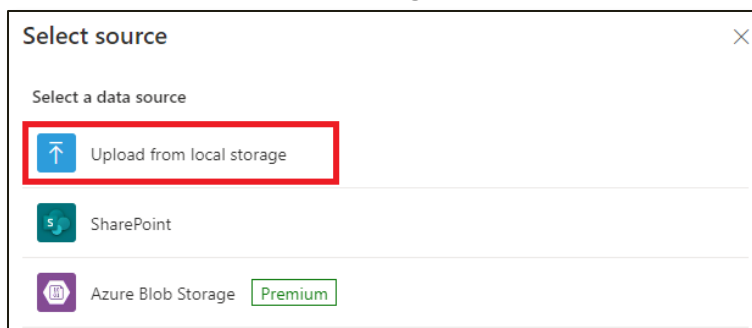 Select source
Select a data source
Upload from local storage
SharePoint
Azure Blob Storage Premium